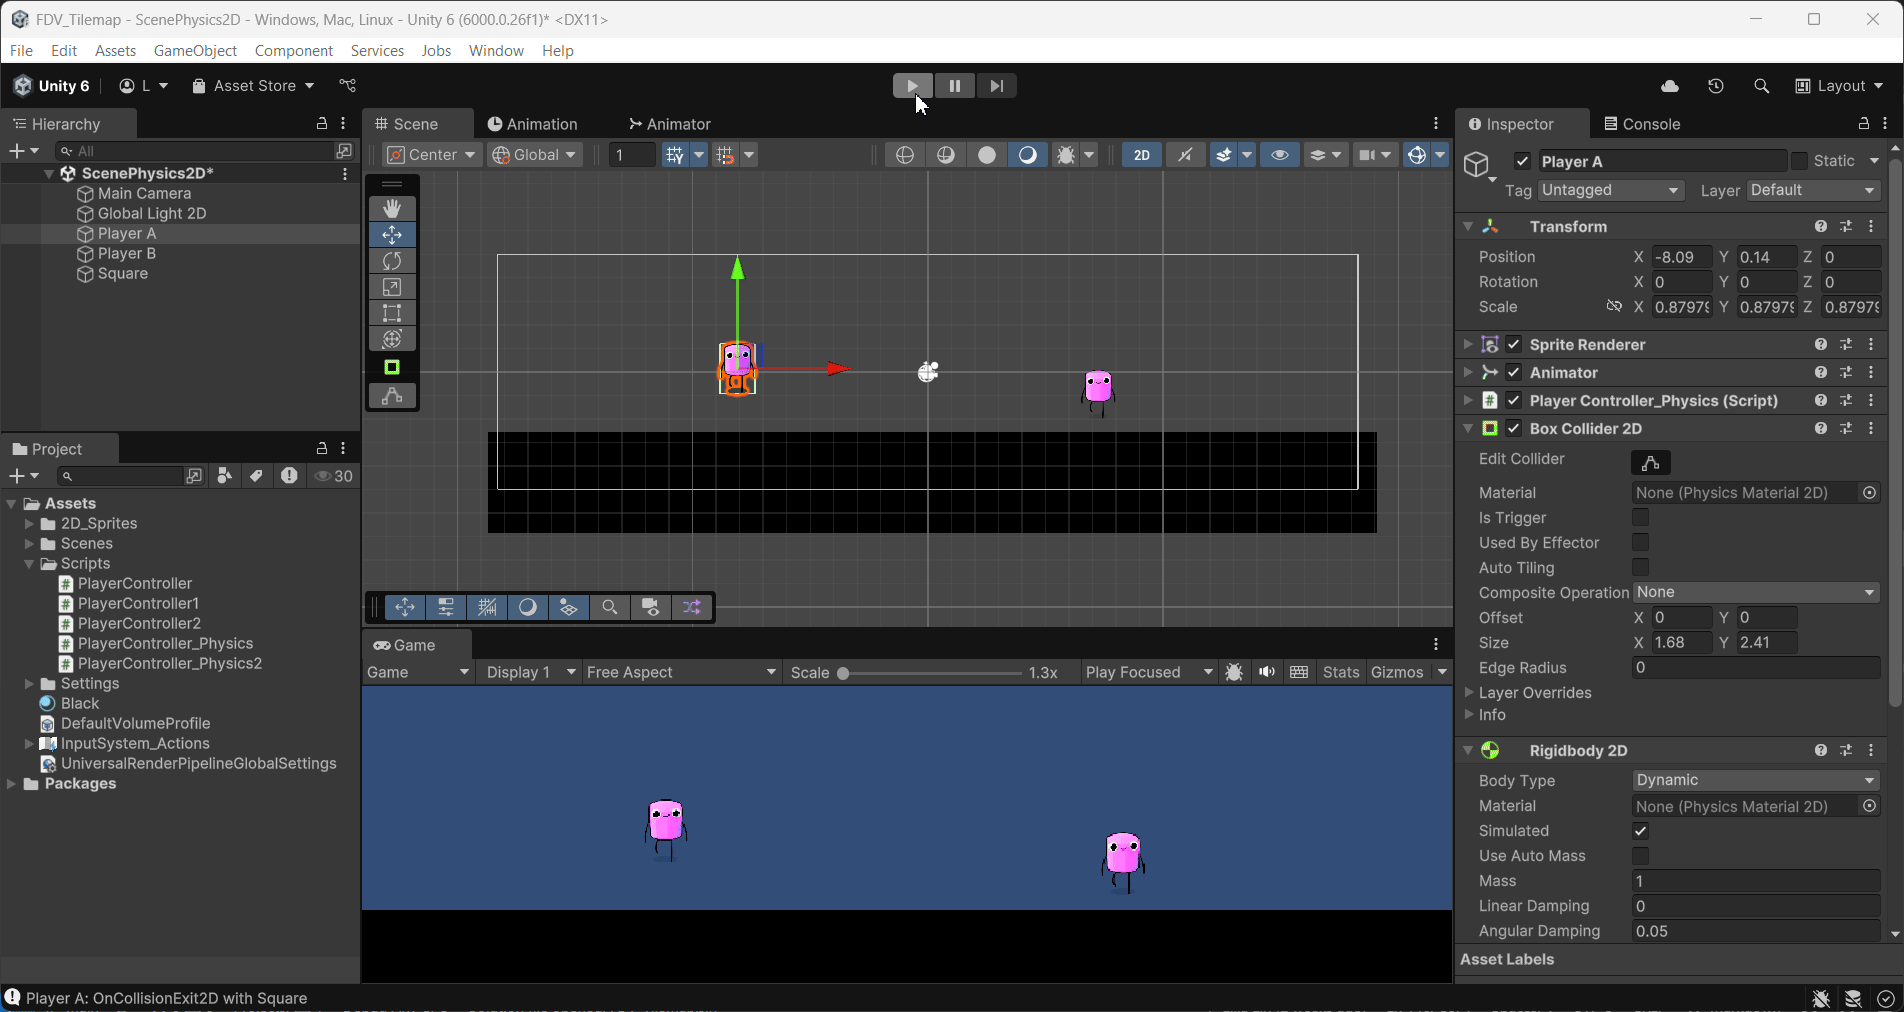 FDV_Tilemap - ScenePhysics2D - Windows, Mac, Linux - Unity 6 (6000.0.26f1)* <DX11>
File Edit Assets GameObject Component Services Jobs Window Help
Unity 6 L Asset Store Layout
Hierarchy
All
ScenePhysics2D*
Main Camera
Global Light 2D
Player A
Player B
Square
Project
30
Assets
2D_Sprites
Scenes
Scripts
PlayerController
PlayerController1
PlayerController2
PlayerController_Physics
PlayerController_Physics2
Settings
Black
DefaultVolumeProfile
InputSystem_Actions
UniversalRenderPipelineGlobalSettings
Packages
Scene Animation Animator
Center Global 1 2D
Game
Game Display 1 Free Aspect Scale 1.3x Play Focused Stats Gizmos
Inspector Console
Player A Static
Tag Untagged Layer Default
Transform
Position X -8.09 Y 0.14 Z 0
Rotation X 0 Y 0 Z 0
Scale X 0.8797 Y 0.8797 Z 0.8797
Sprite Renderer
Animator
Player Controller_Physics (Script)
Box Collider 2D
Edit Collider
Material None (Physics Material 2D)
Is Trigger
Used By Effector
Auto Tiling
Composite Operation None
Offset X 0 Y 0
Size X 1.68 Y 2.41
Edge Radius 0
Layer Overrides
Info
Rigidbody 2D
Body Type Dynamic
Material None (Physics Material 2D)
Simulated
Use Auto Mass
Mass 1
Linear Damping 0
Angular Damping 0.05
Asset Labels
Player A: OnCollisionExit2D with Square